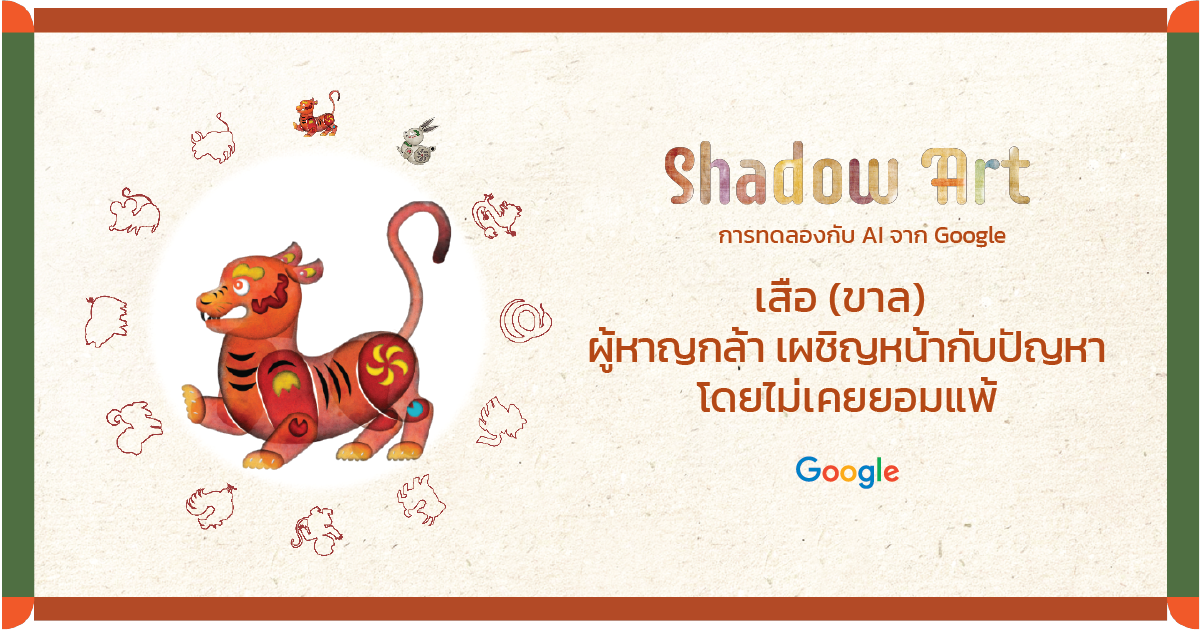 Shadow Art
การทดลองกับ AI จาก Google
เสือ (ขาล)
ผู้หาญกล้า เผชิญหน้ากับปัญหา
โดยไม่เคยยอมแพ้
Google